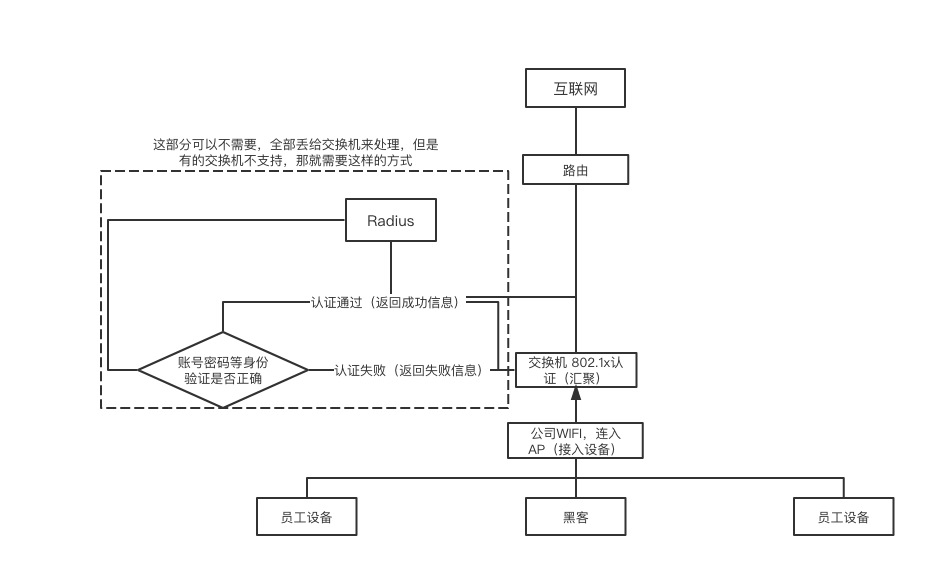 互联网
这部分可以不需要，全部丢给交换机来处理，但是
有的交换机不支持，那就需要这样的方式
路由
Radius
认证通过（返回成功信息）
账号密码等身份
验证是否正确
认证失败（返回失败信息）
交换机 802.1x认
证（汇聚）
公司WIFI，连入
AP（接入设备）
员工设备
黑客
员工设备